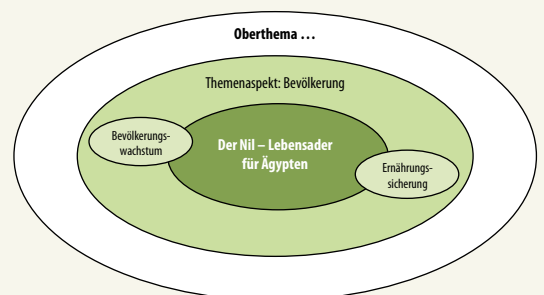 Oberthema …
Themenaspekt: Bevölkerung
Bevölkerungs-
wachstum
Der Nil – Lebensader
für Ägypten
Ernährungs-
sicherung